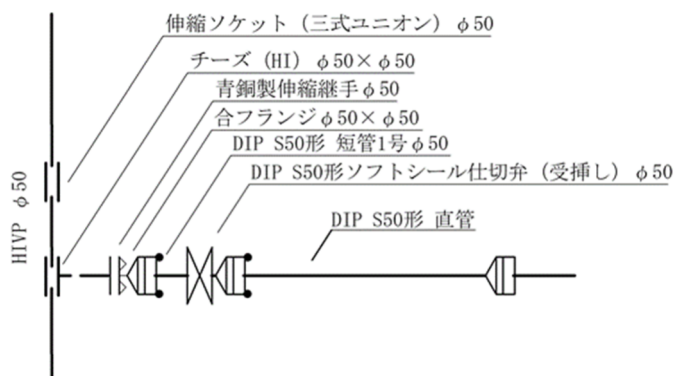 伸縮ソケット（三式ユニオン）φ50
チーズ（HI）φ50×φ50
青銅製伸縮継手φ50
合フランジφ50×φ50
DIP S50形 短管1号φ50
DIP S50形ソフトシール仕切弁（受挿し）φ50
DIP S50形 直管
HIVP φ50